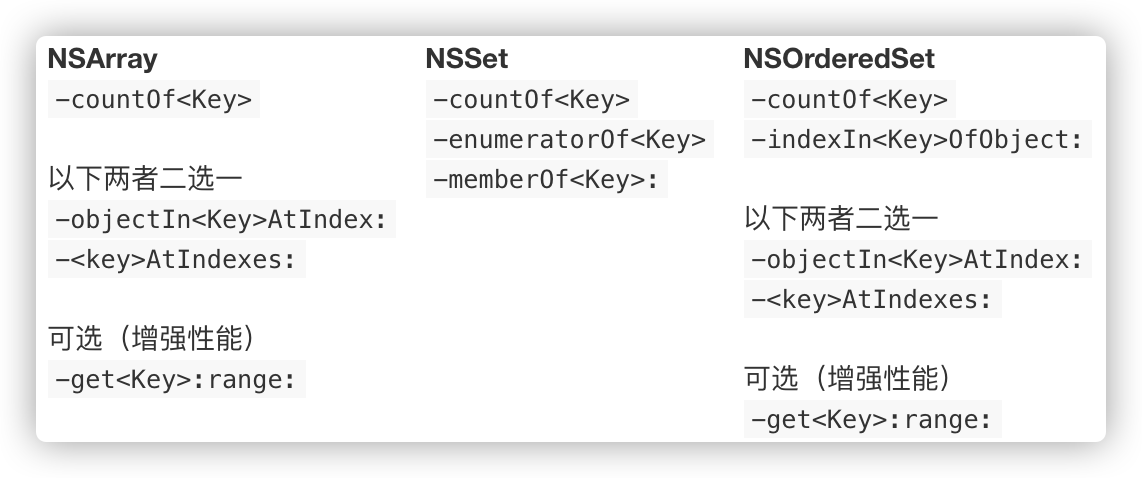 NSArray
-countOf<Key>
以下两者二选一
-objectIn<Key>AtIndex:
-<key>AtIndexes:
可选（增强性能）
-get<Key>:range:
NSSet
-countOf<Key>
-enumeratorOf<Key>
-memberOf<Key>:
NSOrderedSet
-countOf<Key>
-indexIn<Key>OfObject:
以下两者二选一
-objectIn<Key>AtIndex:
-<key>AtIndexes:
可选（增强性能）
-get<Key>:range: